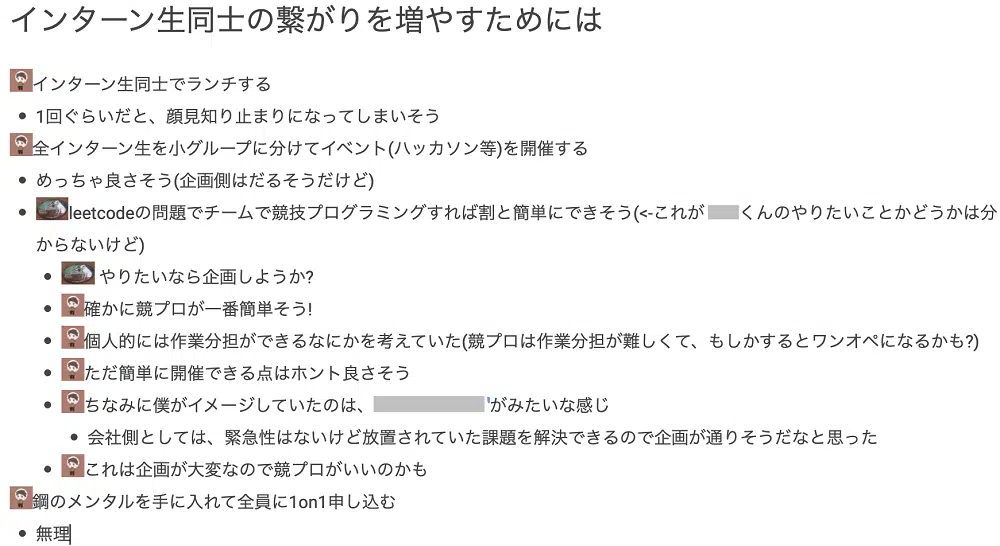 インターン生同士の繋がりを増やすためには
インターン生同士でランチする
1回ぐらいだと、顔見知り止まりになってしまいそう
全インターン生を小グループに分けてイベント(ハッカソン等)を開催する
めっちゃ良さそう(企画側はだるそうだけど)
leetcodeの問題でチームで競技プログラミングすれば割と簡単にできそう(<-これが くんのやりたいことかどうかは分
からないけど)
やりたいなら企画しようか?
確かに競プロが一番簡単そう!
個人的には作業分担ができるなにかを考えていた(競プロは作業分担が難しくて、もしかするとワンオペになるかも?)
ただ簡単に開催できる点はホント良さそう
ちなみに僕がイメージしていたのは、 がみたいな感じ
会社側としては、緊急性はないけど放置されていた課題を解決できるので企画が通りそうだなと思った
これは企画が大変なので競プロがいいのかも
鋼のメンタルを手に入れて全員に1on1申し込む
無理